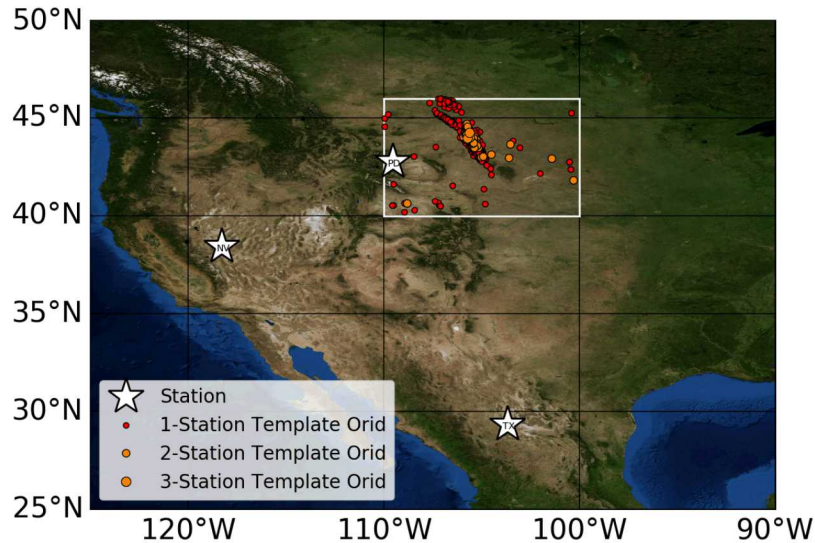 50°N
45°N
PD
40°N
NV
35°N
Station
30°N
1-Station Template Orid
TX
2-Station Template Orid
3-Station Template Orid
25°N
120°W 110°W 100°W 90°W